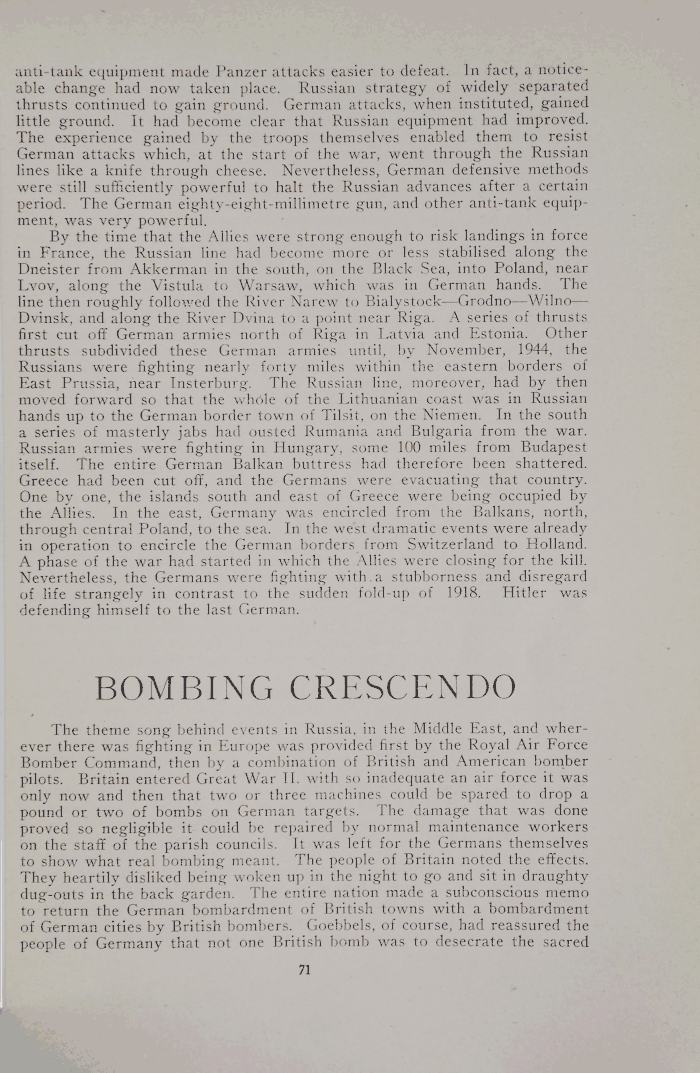 anti-tank equipment made Panzer attacks easier to defeat. In fact, a notice-
able change had now taken place. Russian strategy of widely separated
thrusts continued to gain ground. German attacks, when instituted, gained
little ground. It had become clear that Russian equipment had improved.
The experience gained by the troops themselves enabled them to resist
German attacks which, at the start of the war, went through the Russian
lines like a knife through cheese. Nevertheless, German defensive methods
were still sufficiently powerful to halt the Russian advances after a certain
period. The German eighty-eight-millimetre gun, and other anti-tank equip-
ment, was very powerful.
By the time that the Allies were strong enough to risk landings in force
in France, the Russian line had become more or less stabilised along the
Dneister from Akkerman in the south, on the Black Sea, into Poland, near
Lvov, along the Vistula to Warsaw, which was in German hands. The
line then roughly followed the River Narew to Bialystock—Grodno—Wilno—
Dvinsk, and along the River Dvina to a point near Riga. A series of thrusts
first cut off German armies north of Riga in Latvia and Estonia. Other
thrusts subdivided these German armies until, by November, 1944, the
Russians were fighting nearly forty miles within the eastern borders of
East Prussia, near Insterburg. The Russian line, moreover, had by then
moved forward so that the whole of the Lithuanian coast was in Russian
hands up to the German border town of Tilsit, on the Niemen. In the south
a series of masterly jabs had ousted Rumania and Bulgaria from the war.
Russian armies were fighting in Hungary, some 100 miles from Budapest
itself. The entire German Balkan buttress had therefore been shattered.
Greece had been cut off, and the Germans were evacuating that country.
One by one, the islands south and east of Greece were being occupied by
the Allies. In the east, Germany was encircled from the Balkans, north,
through central Poland, to the sea. In the west dramatic events were already
in operation to encircle the German borders from Switzerland to Holland.
A phase of the war had started in which the Allies were closing for the kill.
Nevertheless, the Germans were fighting with a stubborness and disregard
of life strangely in contrast to the sudden fold-up of 1918. Hitler was
defending himself to the last German.
BOMBING CRESCENDO
The theme song behind events in Russia, in the Middle East, and wher-
ever there was fighting in Europe was provided first by the Royal Air Force
Bomber Command, then by a combination of British and American bomber
pilots. Britain entered Great War II. with so inadequate an air force it was
only now and then that two or three machines could be spared to drop a
pound or two of bombs on German targets. The damage that was done
proved so negligible it could be repaired by normal maintenance workers
on the staff of the parish councils. It was left for the Germans themselves
to show what real bombing meant. The people of Britain noted the effects.
They heartily disliked being woken up in the night to go and sit in draughty
dug-outs in the back garden. The entire nation made a subconscious memo
to return the German bombardment of British towns with a bombardment
of German cities by British bombers. Goebbels, of course, had reassured the
people of Germany that not one British bomb was to desecrate the sacred
71